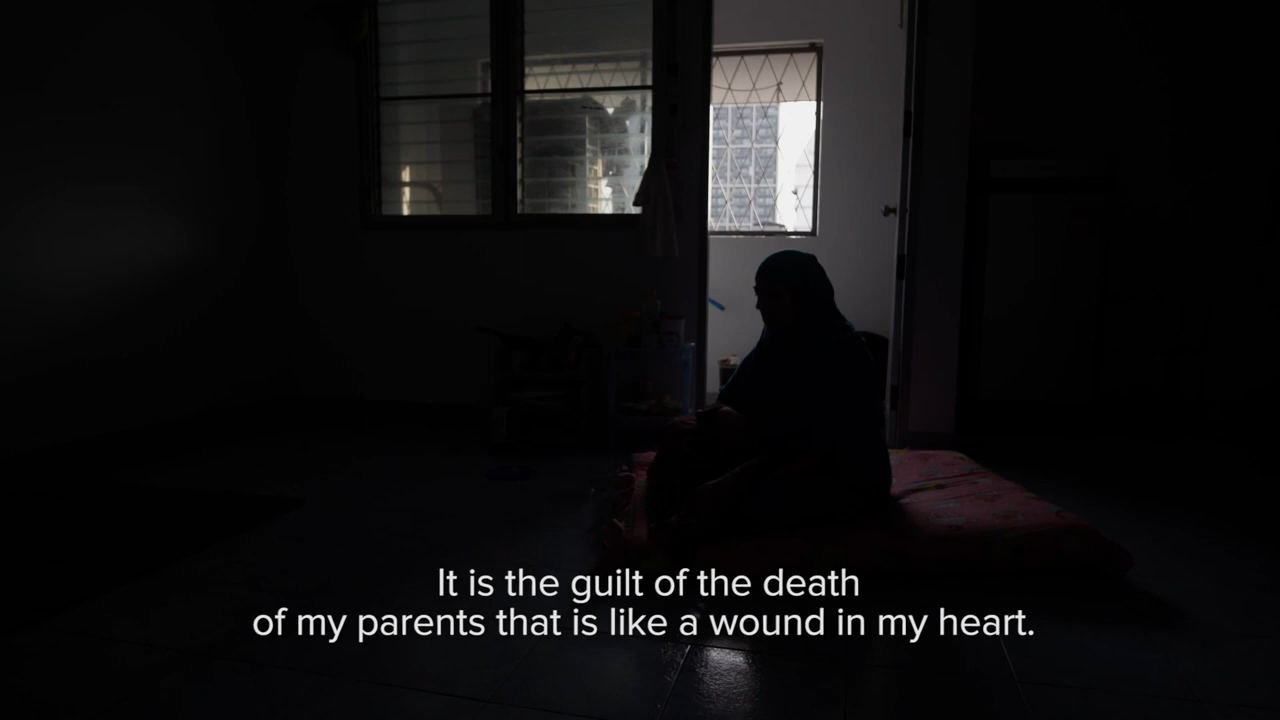 It is the guilt of the death
of my parents that is like a wound in my heart.